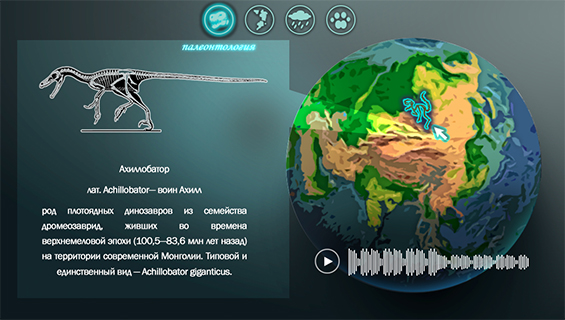 палеонтология
Ахиллобатор
лат. Achillobator— воин Ахилл
род плотоядных динозавров из семейства
дромеозаврид, живших во времена
верхнемеловой эпохи (100,5—83,6 млн лет назад)
на территории современной Монголии. Типовой и
единственный вид — Achillobator giganticus.